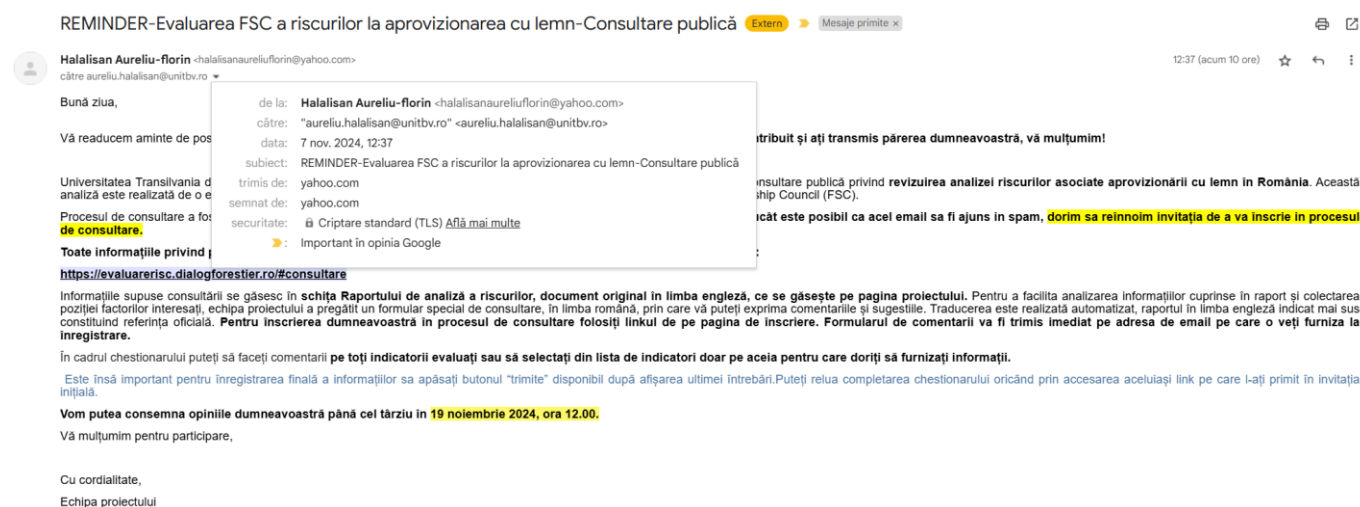 REMINDER-Evaluarea FSC a riscurilor la aprovizionarea cu lemn-Consultare publică Extern Mesaje primite ×
Halalisan Aureliu-florin <halalisanaureliuflorin@yahoo.com> 12:37 (acum 10 ore)
către aureliu.halalisan@unitbv.ro
Bună ziua,
de la: Halalisan Aureliu-florin <halalisanaureliuflorin@yahoo.com>
către: "aureliu.halalisan@unitbv.ro" <aureliu.halalisan@unitbv.ro>
data: 7 nov. 2024, 12:37
subiect: REMINDER-Evaluarea FSC a riscurilor la aprovizionarea cu lemn-Consultare publică
trimis de: yahoo.com
semnat de: yahoo.com
securitate: Criptare standard (TLS) Află mai multe
: Important în opinia Google
Vă readucem aminte de pos ntribuit și ați transmis părerea dumneavoastră, vă mulțumim!
Universitatea Transilvania d onsultare publică privind revizuirea analizei riscurilor asociate aprovizionării cu lemn in România. Această
analiză este realizată de o e ship Council (FSC).
Procesul de consultare a fos ucât este posibil ca acel email sa fi ajuns in spam, dorim sa reinnoim invitația de a va inscrie in procesul
de consultare.
Toate informațiile privind p :
https://evaluarerisc.dialogforestier.ro/#consultare
Informațiile supuse consultării se găsesc în schița Raportului de analiză a riscurilor, document original in limba engleză, ce se găsește pe pagina proiectului. Pentru a facilita analizarea informațiilor cuprinse în raport și colectarea
poziției factorilor interesați, echipa proiectului a pregătit un formular special de consultare, în limba română, prin care vă puteți exprima comentariile și sugestiile. Traducerea este realizată automatizat, raportul în limba engleză indicat mai sus
constituind referința oficială. Pentru inscrierea dumneavoastră in procesul de consultare folosiți linkul de pe pagina de inscriere. Formularul de comentarii va fi trimis imediat pe adresa de email pe care o veți furniza la
inregistrare.
În cadrul chestionarului puteți să faceți comentarii pe toți indicatorii evaluați sau să selectați din lista de indicatori doar pe aceia pentru care doriți să furnizați informații.
Este însă important pentru înregistrarea finală a informațiilor sa apăsați butonul “trimite” disponibil după afișarea ultimei întrebări.Puteți relua completarea chestionarului oricând prin accesarea aceluiași link pe care l-ați primit în invitația
inițială.
Vom putea consemna opiniile dumneavoastră până cel târziu in 19 noiembrie 2024, ora 12.00.
Vă mulțumim pentru participare,
Cu cordialitate,
Echipa proiectului